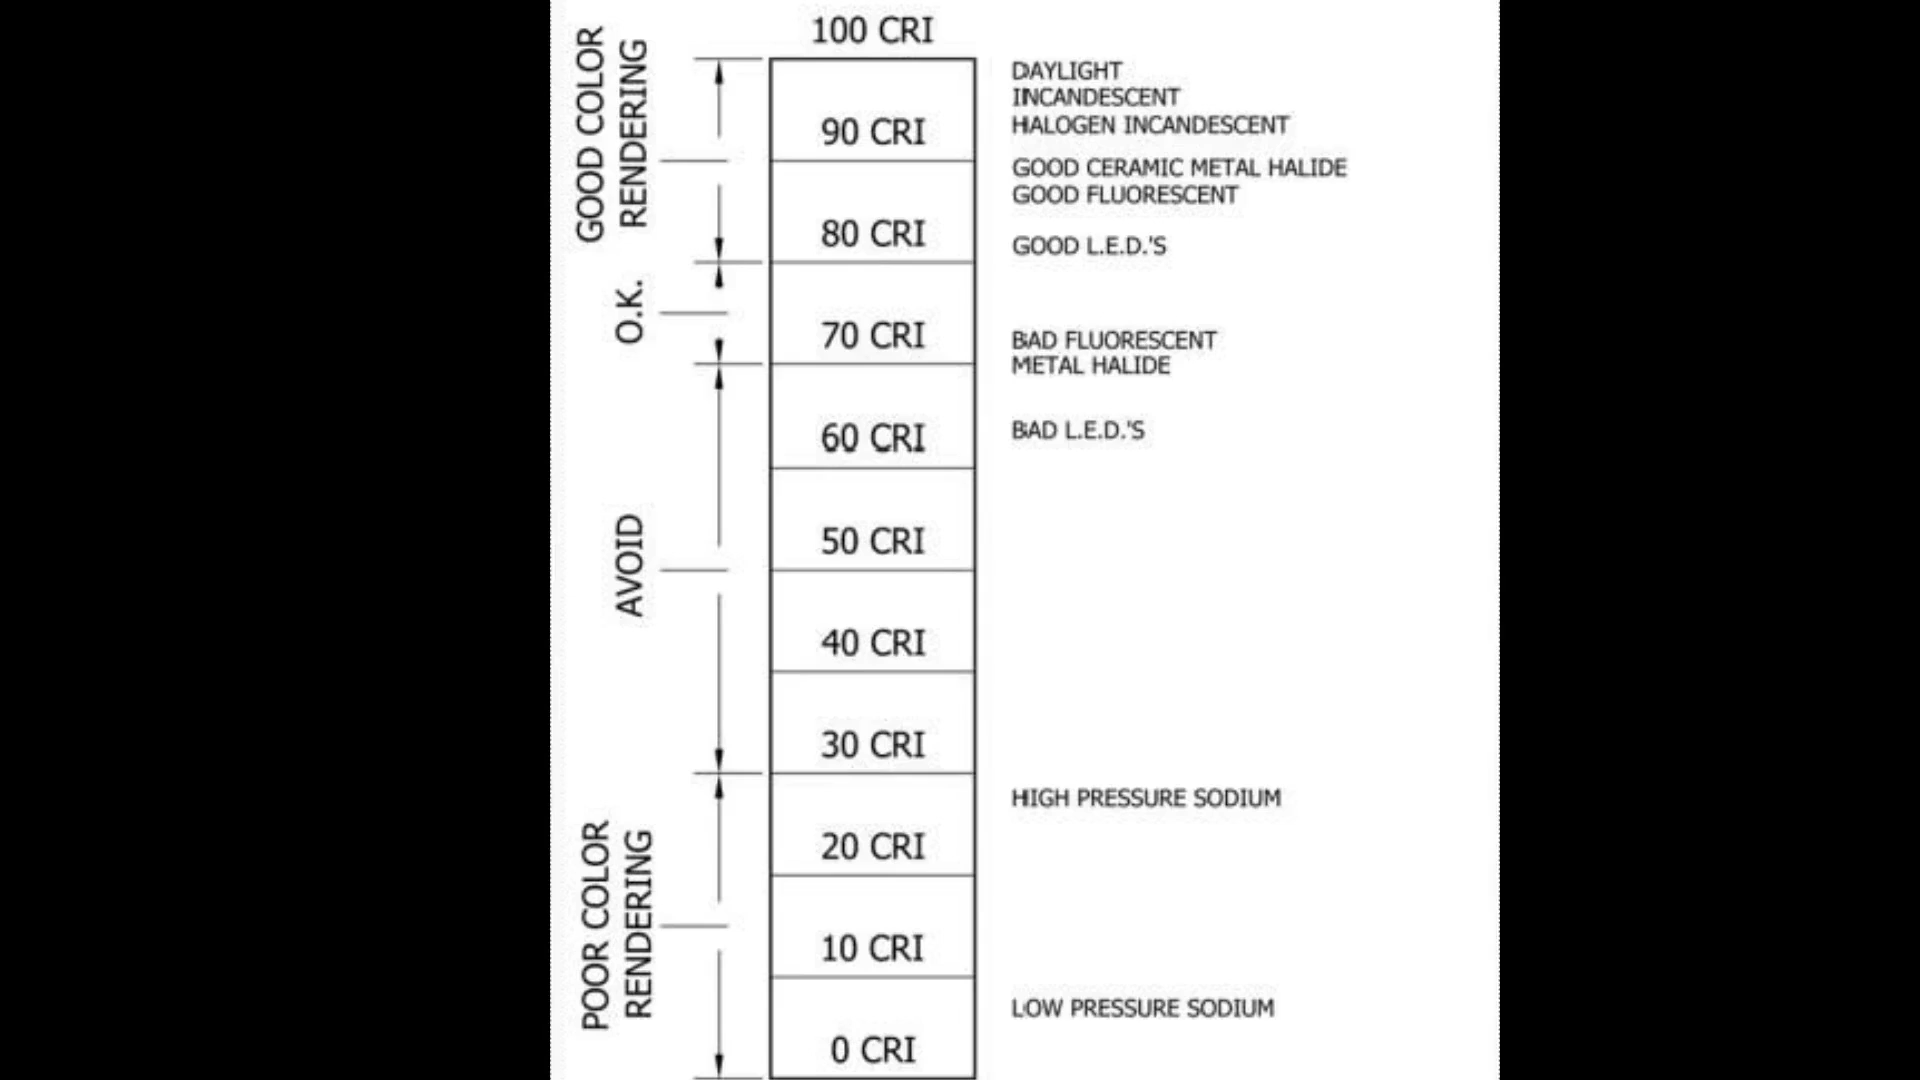 100 CRI
GOOD COLOR
RENDERING
DAYLIGHT
INCANDESCENT
HALOGEN INCANDESCENT
90 CRI
GOOD CERAMIC METAL HALIDE
GOOD FLUORESCENT
80 CRI
GOOD L.E.D.'S
O.K.
70 CRI
BAD FLUORESCENT
METAL HALIDE
60 CRI
BAD L.E.D.'S
AVOID
50 CRI
40 CRI
30 CRI
HIGH PRESSURE SODIUM
POOR COLOR
RENDERING
20 CRI
10 CRI
LOW PRESSURE SODIUM
0 CRI